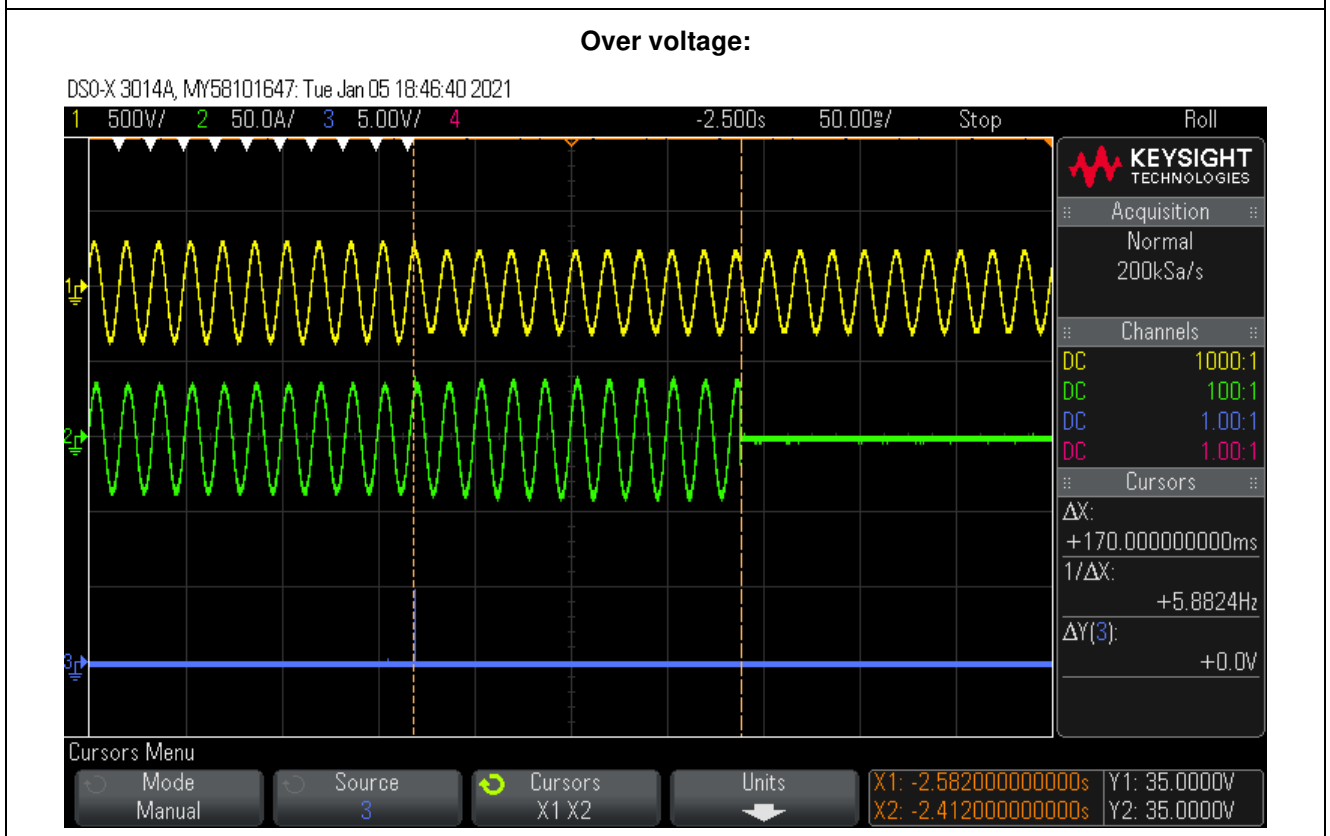 Over voltage:
DSO-X 3014A, MY58101647: Tue Jan 05 18:46:40 2021
1 500V/ 2 50.0A/ 3 5.00V/ 4 -2.500s 50.00ms/ Stop Roll
KEYSIGHT
TECHNOLOGIES
Acquisition
Normal
200kSa/s
Channels
DC 1000:1
DC 100:1
DC 1.00:1
DC 1.00:1
Cursors
ΔX:
+170.000000000ms
1/ΔX:
+5.8824Hz
ΔY(3):
+0.0V
1
2
3
Cursors Menu
Mode
Manual
Source
3
Cursors
X1 X2
Units
X1: -2.582000000000s Y1: 35.0000V
X2: -2.412000000000s Y2: 35.0000V